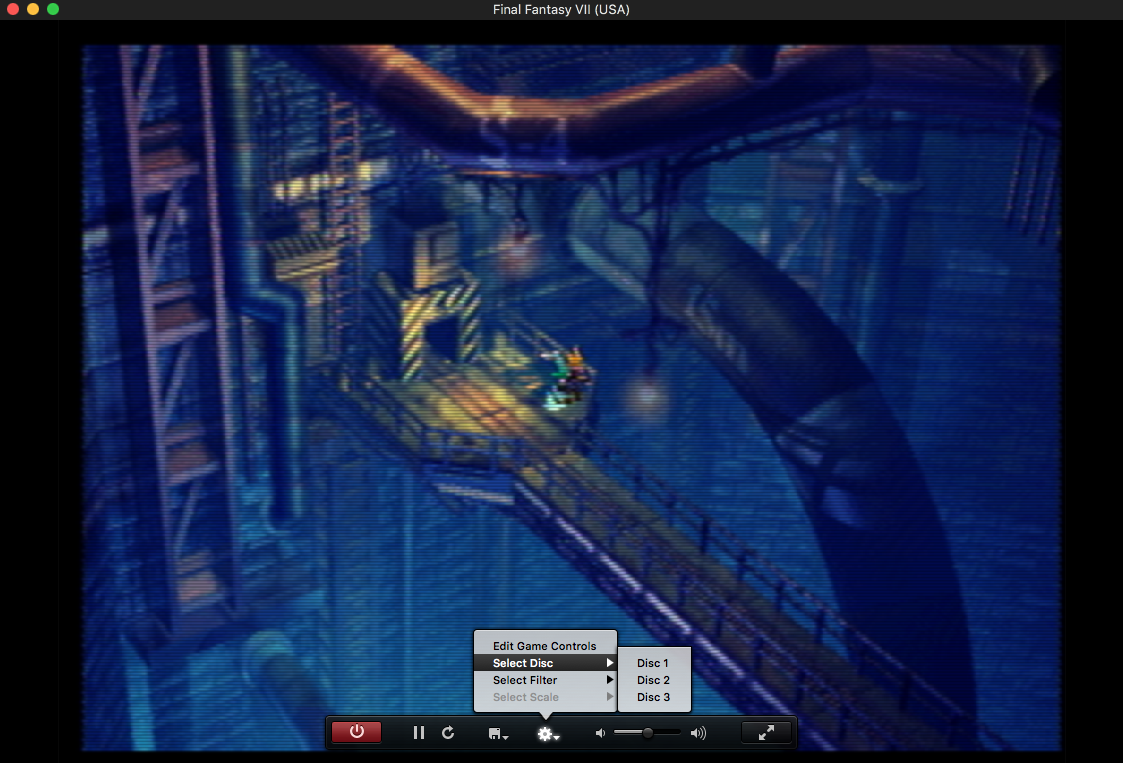 Final Fantasy VII (USA)
Edit Game Controls
Select Disc
Select Filter
Select Scale
Disc 1
Disc 2
Disc 3